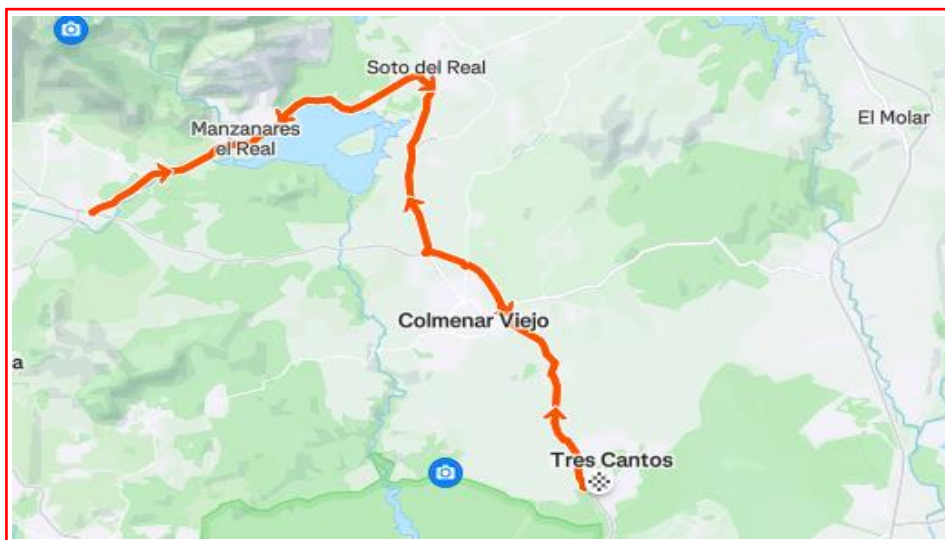 Soto del Real
El Molar
Manzanares
el Real
Colmenar Viejo
a
Tres Cantos